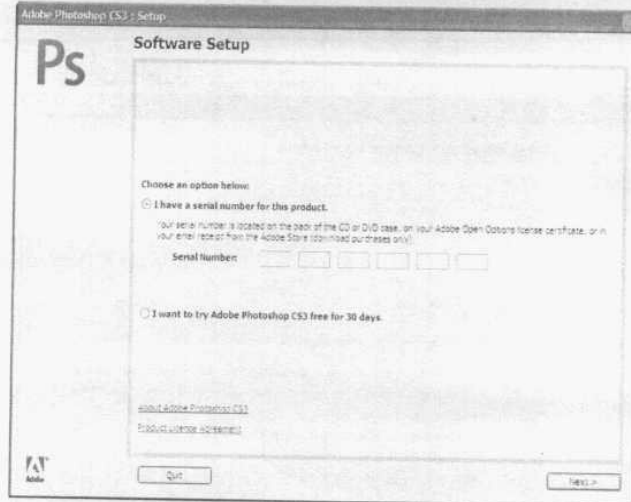 Adobe Photoshop CS3 : Setup
Ps
Software Setup
Choose an option below:
I have a serial number for this product.
Your serial number is located on the back of the CD or DVD case, on your Adobe Open Options license certificate, or in
your email receipt from the Adobe Store (download purchases only).
Serial Number:
I want to try Adobe Photoshop CS3 free for 30 days.
About Adobe Photoshop CS3
Product License Agreement
Adobe
Quit
Next >